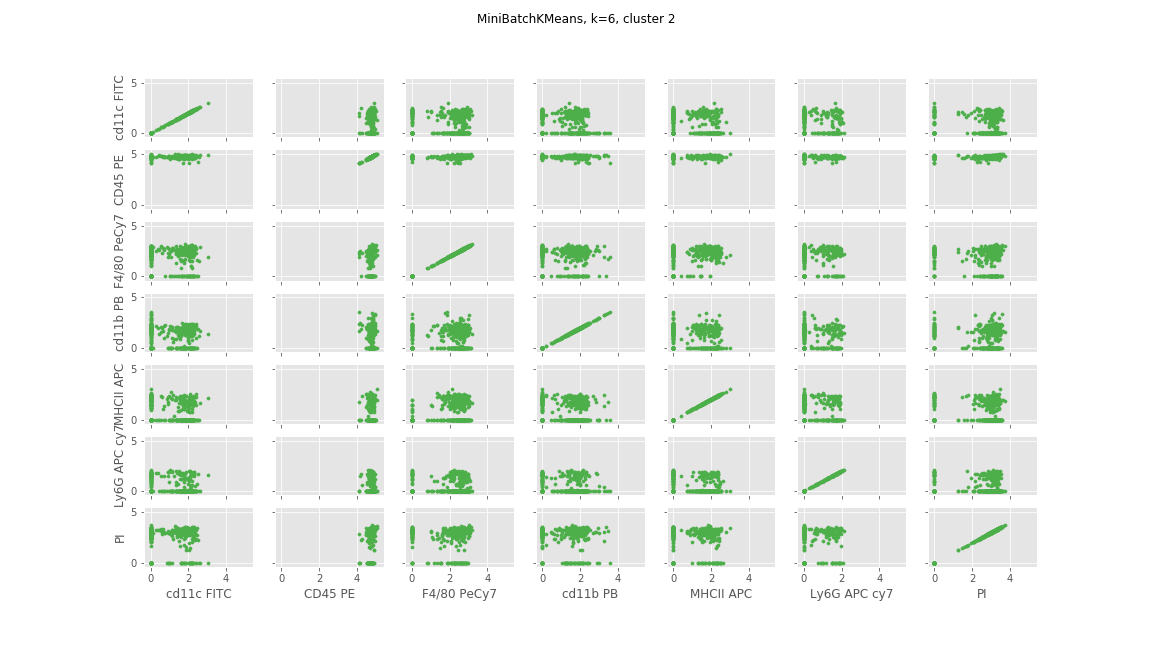 MiniBatchKMeans, k=6, cluster 2
cd11c FITC
5
0
CD45 PE
5
0
F4/80 PeCy7
5
0
cd11b PB
5
0
MHCII APC
5
0
Ly6G APC cy7
5
0
PI
5
0
0 2 4 0 2 4 0 2 4 0 2 4 0 2 4 0 2 4 0 2 4
cd11c FITC CD45 PE F4/80 PeCy7 cd11b PB MHCII APC Ly6G APC cy7 PI